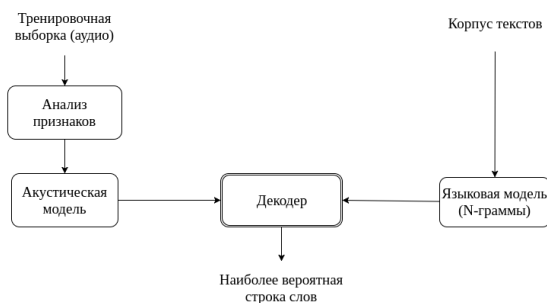 Тренировочная
выборка (аудио)
Корпус текстов
Анализ
признаков
Акустическая
модель
Декодер
Языковая модель
(N-граммы)
Наиболее вероятная
строка слов